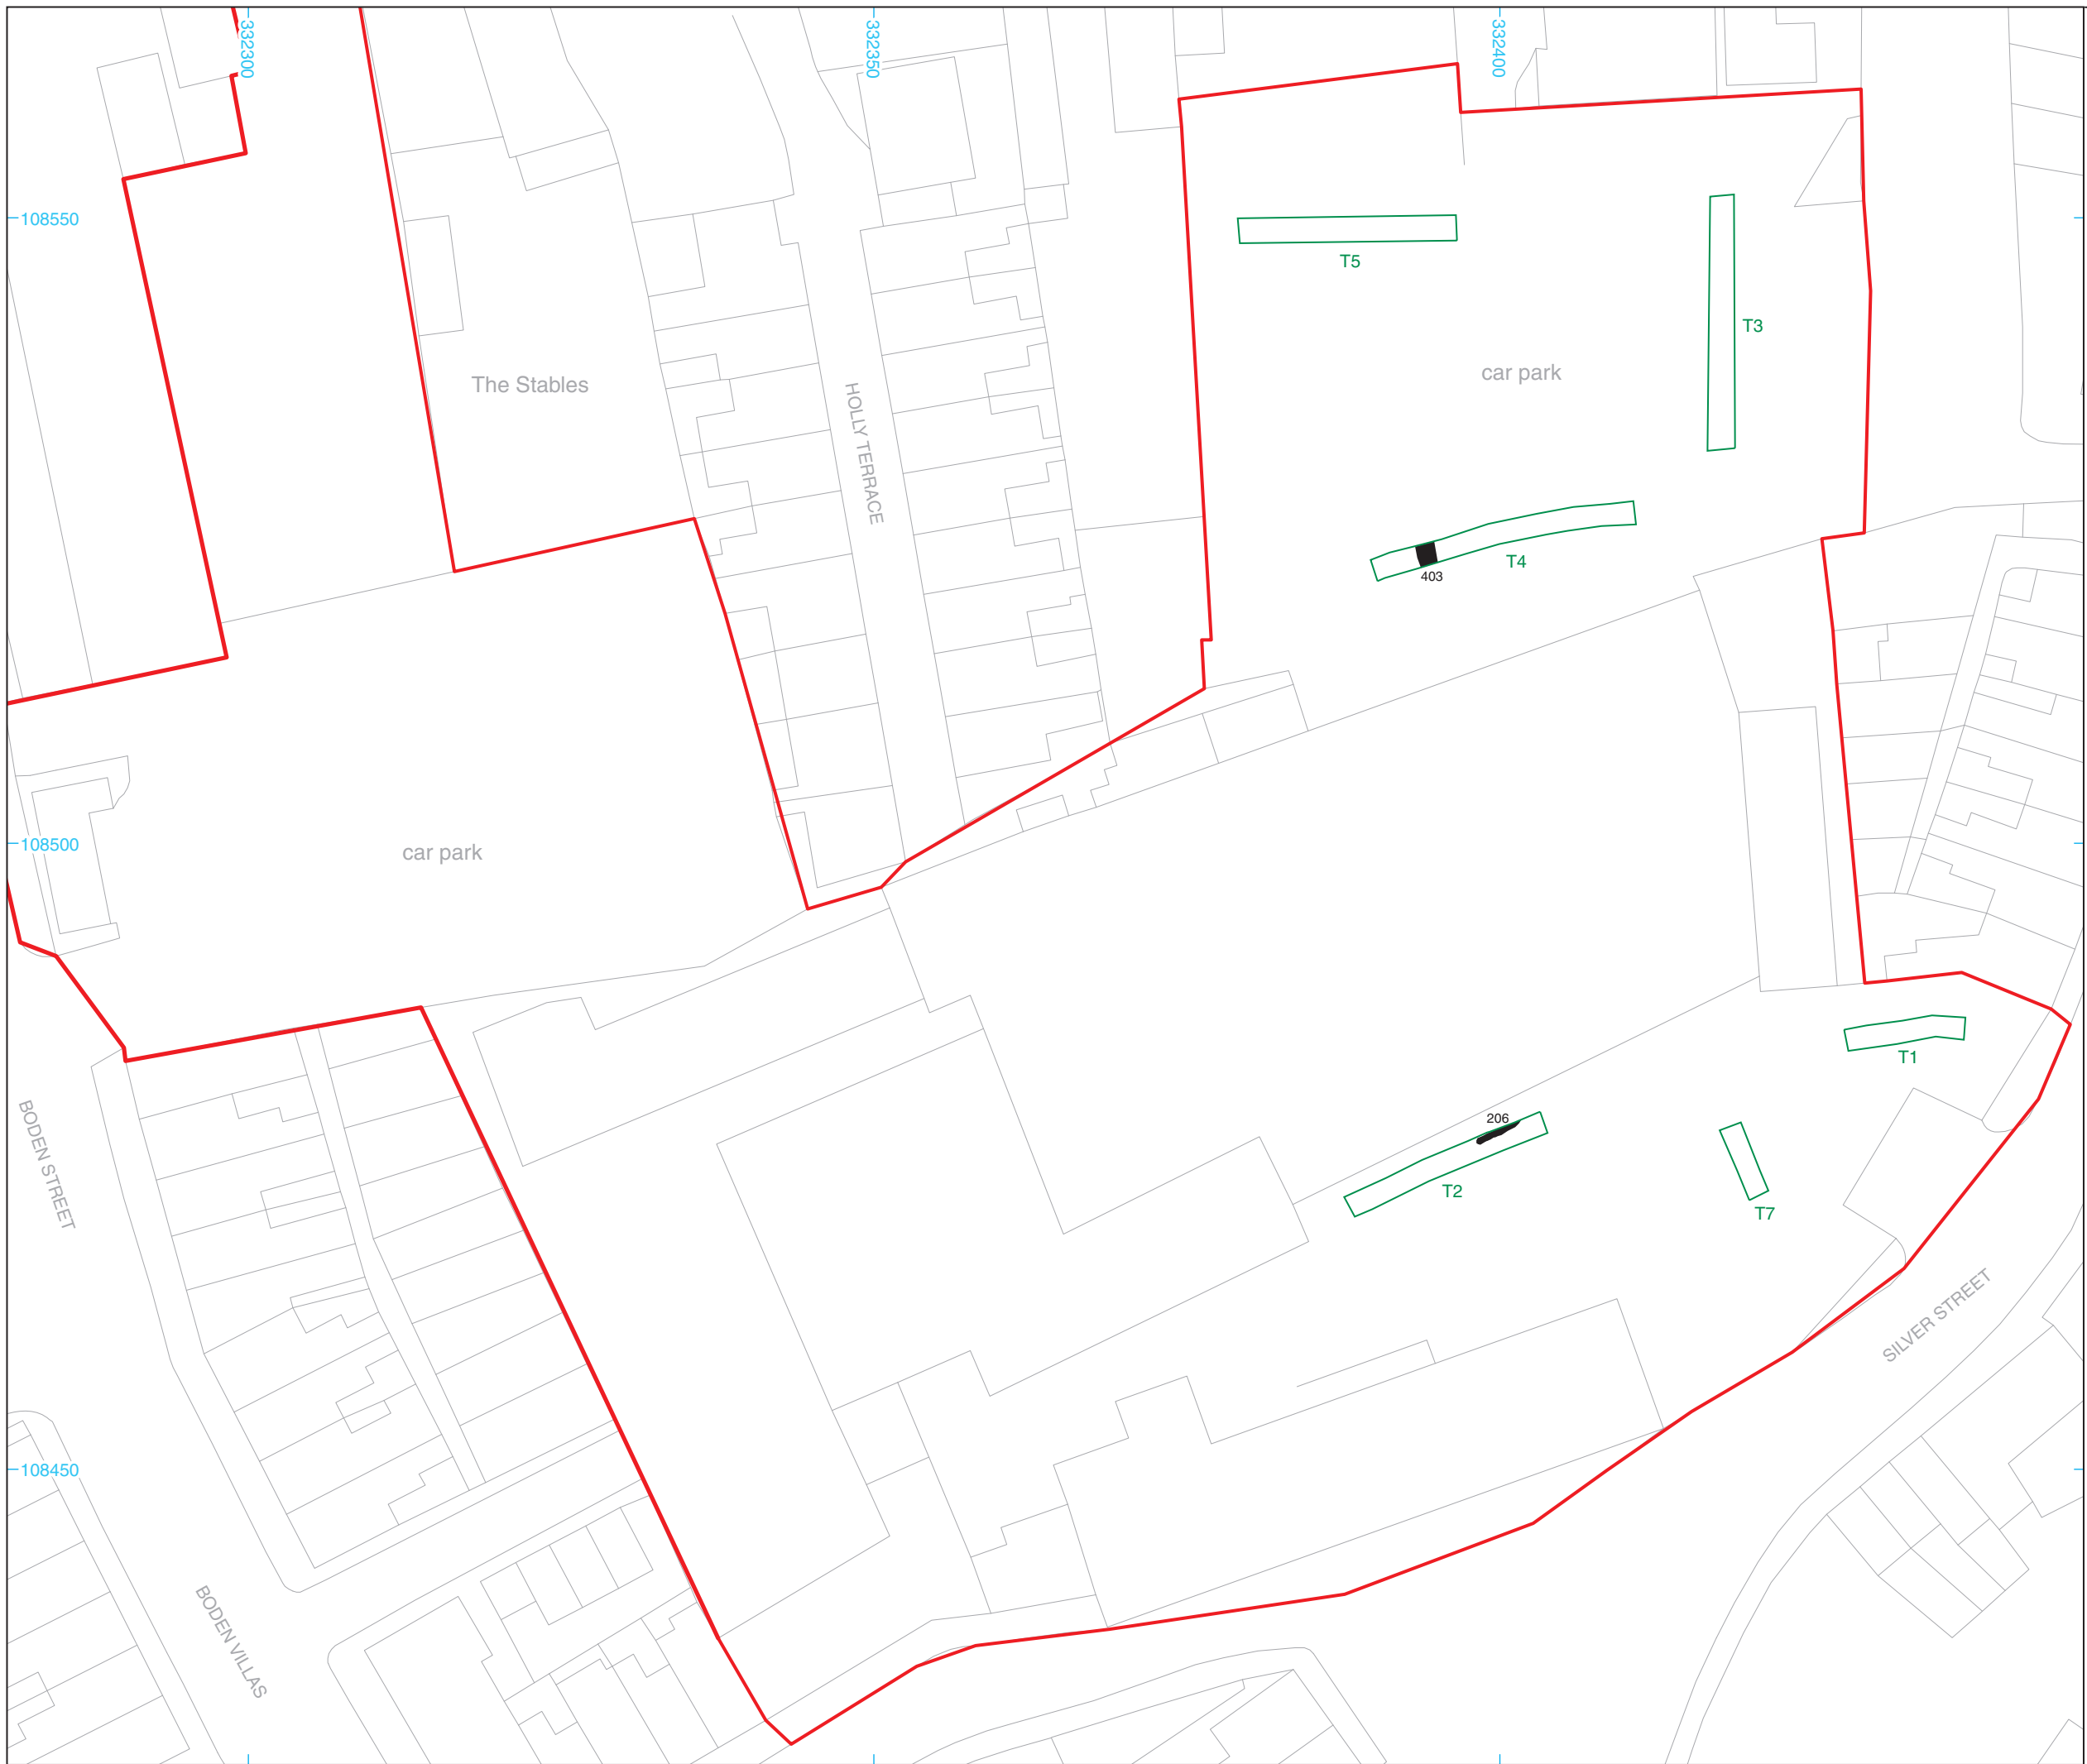 332300
332350
332400
108550
T5
T3
car park
The Stables
HOLLY TERRACE
T4
403
108500
car park
T1
BODEN STREET
206
T2
T7
SILVER STREET
108450
BODEN VILLAS